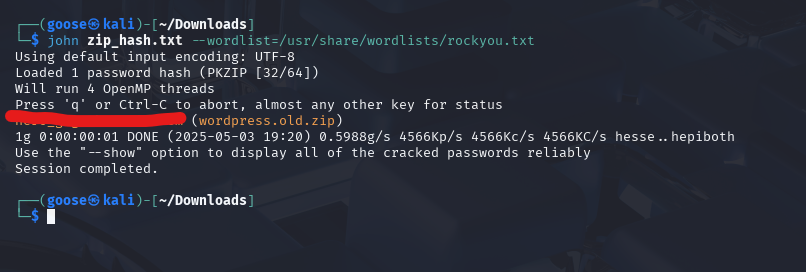 ┌──(goose㉿kali)-[~/Downloads]
└─$ john zip_hash.txt --wordlist=/usr/share/wordlists/rockyou.txt
Using default input encoding: UTF-8
Loaded 1 password hash (PKZIP [32/64])
Will run 4 OpenMP threads
Press 'q' or Ctrl-C to abort, almost any other key for status
(wordpress.old.zip)
1g 0:00:00:01 DONE (2025-05-03 19:20) 0.5988g/s 4566Kp/s 4566Kc/s 4566KC/s hesse..hepiboth
Use the "--show" option to display all of the cracked passwords reliably
Session completed.
┌──(goose㉿kali)-[~/Downloads]
└─$